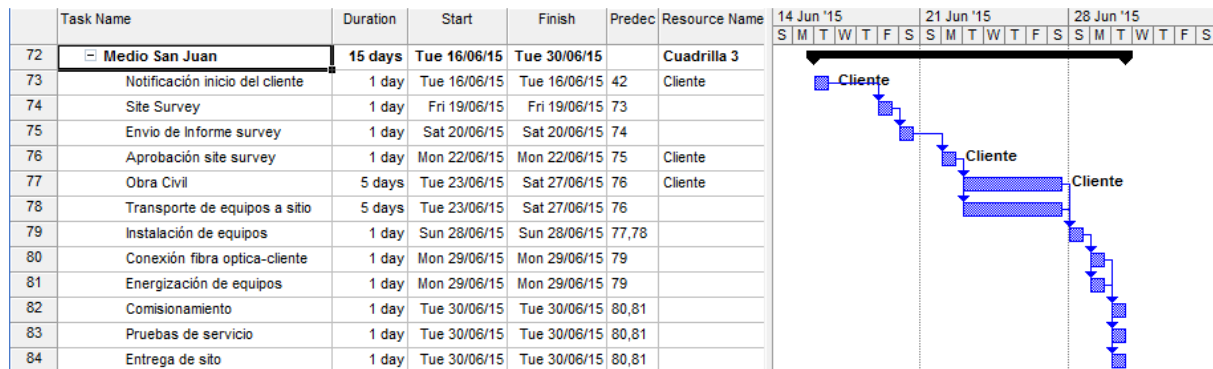 Task Name Duration Start Finish Predec Resource Name 14 Jun '15 21 Jun '15 28 Jun '15
S M T W T F S S M T W T F S S M T W T F S
72 Medio San Juan 15 days Tue 16/06/15 Tue 30/06/15 Cuadrilla 3
73 Notificación inicio del cliente 1 day Tue 16/06/15 Tue 16/06/15 42 Cliente Cliente
74 Site Survey 1 day Fri 19/06/15 Fri 19/06/15 73
75 Envio de Informe survey 1 day Sat 20/06/15 Sat 20/06/15 74
76 Aprobación site survey 1 day Mon 22/06/15 Mon 22/06/15 75 Cliente Cliente
77 Obra Civil 5 days Tue 23/06/15 Sat 27/06/15 76 Cliente Cliente
78 Transporte de equipos a sitio 5 days Tue 23/06/15 Sat 27/06/15 76
79 Instalación de equipos 1 day Sun 28/06/15 Sun 28/06/15 77,78
80 Conexión fibra optica-cliente 1 day Mon 29/06/15 Mon 29/06/15 79
81 Energización de equipos 1 day Mon 29/06/15 Mon 29/06/15 79
82 Comisionamiento 1 day Tue 30/06/15 Tue 30/06/15 80,81
83 Pruebas de servicio 1 day Tue 30/06/15 Tue 30/06/15 80,81
84 Entrega de sito 1 day Tue 30/06/15 Tue 30/06/15 80,81